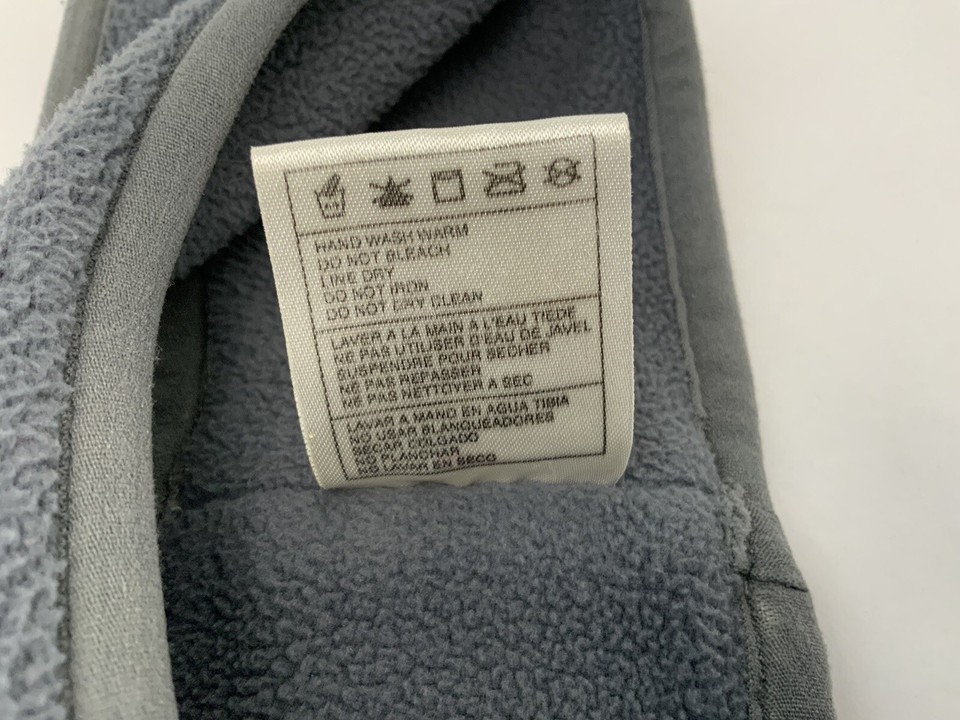 HAND WASH WARM
DO NOT BLEACH
LINE DRY
DO NOT IRON
DO NOT DRY CLEAN
LAVER A LA MAIN A L'EAU TIEDE
NE PAS UTILISER D'EAU DE JAVEL
SUSPENDRE POUR SECHER
NE PAS REPASSER
NE PAS NETTOYER A SEC
LAVAR A MANO EN AGUA TIBIA
NO USAR BLANQUEADORES
SECAR COLGADO
NO PLANCHAR
NO LAVAR EN SECO